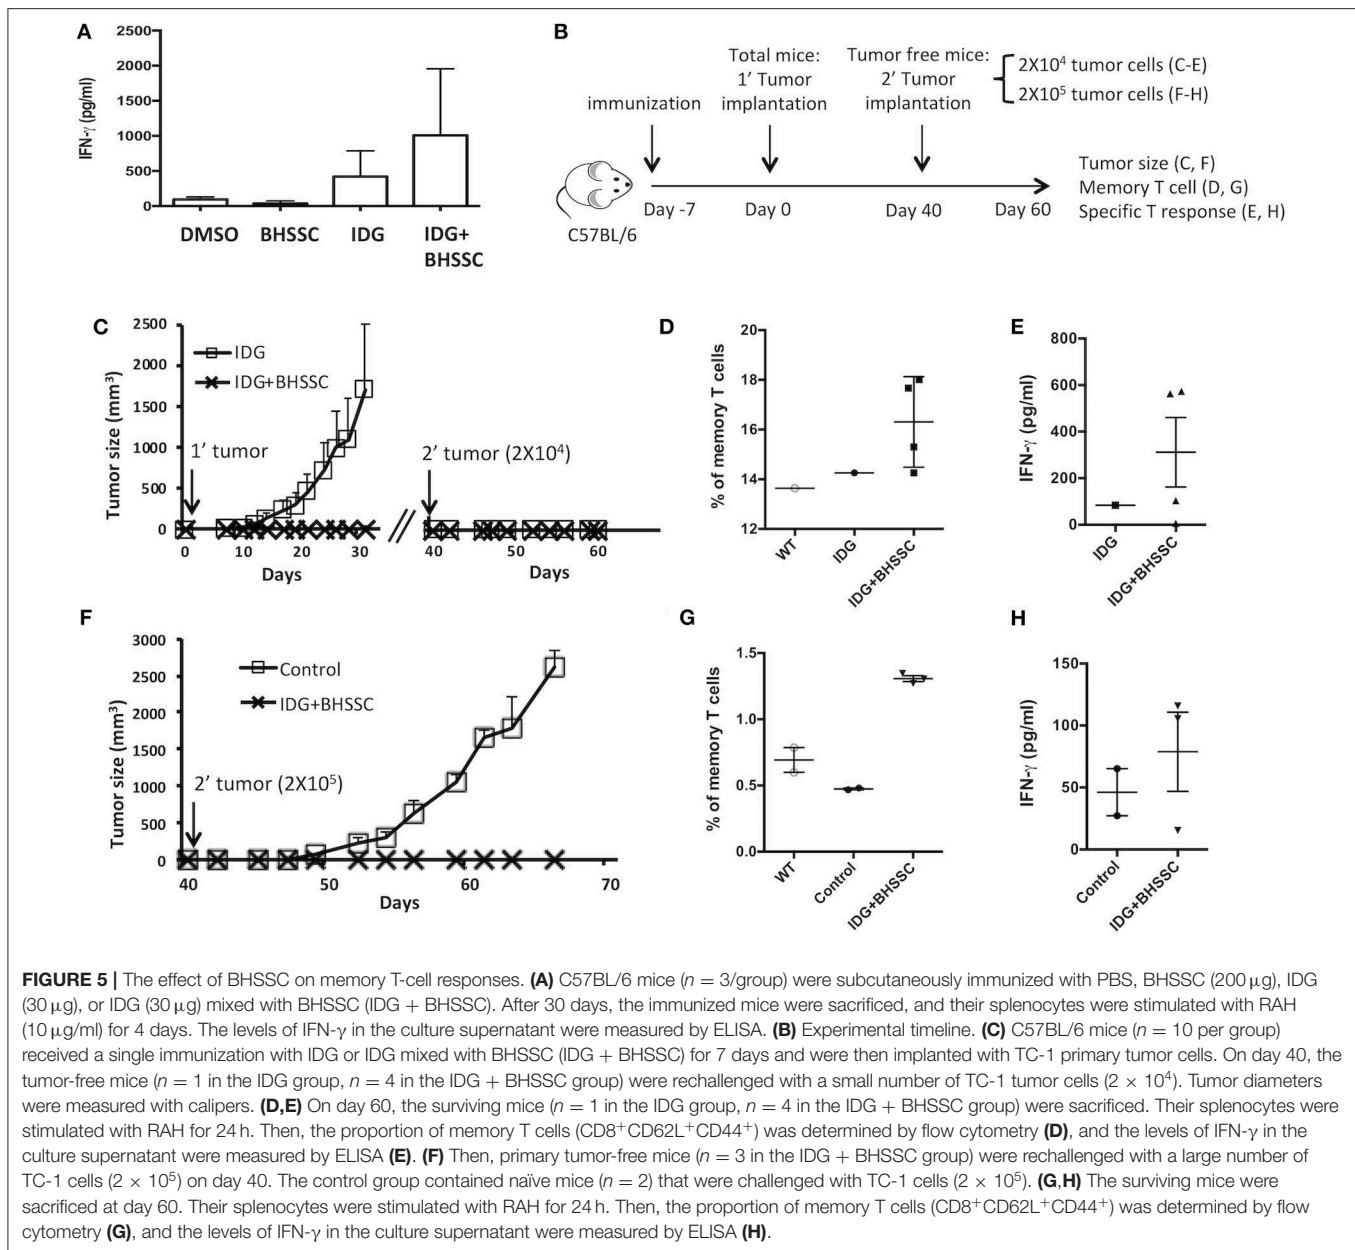 A
IFN-γ (pg/ml)
2500
2000
1500
1000
500
0
DMSO
BHSSC
IDG
IDG+
BHSSC
B
immunization
Total mice:
1' Tumor
implantation
Tumor free mice:
2' Tumor
implantation
2X10⁴ tumor cells (C-E)
2X10⁵ tumor cells (F-H)
C57BL/6
Day -7
Day 0
Day 40
Day 60
Tumor size (C, F)
Memory T cell (D, G)
Specific T response (E, H)
C
Tumor size (mm³)
2500
2000
1500
1000
500
0
IDG
IDG+BHSSC
1' tumor
2' tumor (2X10⁴)
0
10
20
30
40
50
60
Days
Days
D
% of memory T cells
20
18
16
14
12
WT
IDG
IDG+BHSSC
E
IFN-γ (pg/ml)
800
600
400
200
0
IDG
IDG+BHSSC
F
Tumor size (mm³)
3000
2500
2000
1500
1000
500
0
Control
IDG+BHSSC
2' tumor (2X10⁵)
40
50
60
70
Days
G
% of memory T cells
1.5
1.0
0.5
0.0
WT
Control
IDG+BHSSC
H
IFN-γ (pg/ml)
150
100
50
0
Control
IDG+BHSSC
FIGURE 5 | The effect of BHSSC on memory T-cell responses. (A) C57BL/6 mice (n = 3/group) were subcutaneously immunized with PBS, BHSSC (200 μg), IDG
(30 μg), or IDG (30 μg) mixed with BHSSC (IDG + BHSSC). After 30 days, the immunized mice were sacrificed, and their splenocytes were stimulated with RAH
(10 μg/ml) for 4 days. The levels of IFN-γ in the culture supernatant were measured by ELISA. (B) Experimental timeline. (C) C57BL/6 mice (n = 10 per group)
received a single immunization with IDG or IDG mixed with BHSSC (IDG + BHSSC) for 7 days and were then implanted with TC-1 primary tumor cells. On day 40, the
tumor-free mice (n = 1 in the IDG group, n = 4 in the IDG + BHSSC group) were rechallenged with a small number of TC-1 tumor cells (2 × 10⁴). Tumor diameters
were measured with calipers. (D,E) On day 60, the surviving mice (n = 1 in the IDG group, n = 4 in the IDG + BHSSC group) were sacrificed. Their splenocytes were
stimulated with RAH for 24 h. Then, the proportion of memory T cells (CD8⁺CD62L⁺CD44⁺) was determined by flow cytometry (D), and the levels of IFN-γ in the
culture supernatant were measured by ELISA (E). (F) Then, primary tumor-free mice (n = 3 in the IDG + BHSSC group) were rechallenged with a large number of
TC-1 cells (2 × 10⁵) on day 40. The control group contained naïve mice (n = 2) that were challenged with TC-1 cells (2 × 10⁵). (G,H) The surviving mice were
sacrificed at day 60. Their splenocytes were stimulated with RAH for 24 h. Then, the proportion of memory T cells (CD8⁺CD62L⁺CD44⁺) was determined by flow
cytometry (G), and the levels of IFN-γ in the culture supernatant were measured by ELISA (H).